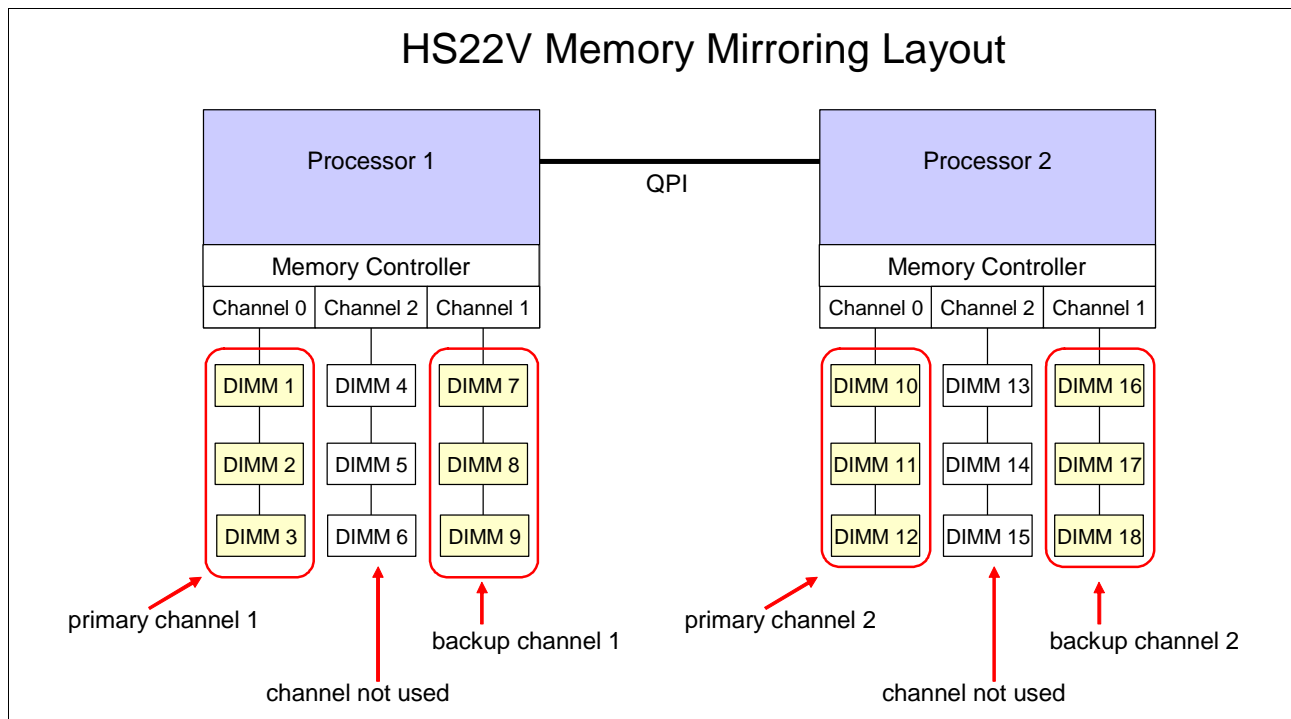 HS22V Memory Mirroring Layout
Processor 1
QPI
Processor 2
Memory Controller
Memory Controller
Channel 0 Channel 2 Channel 1
Channel 0 Channel 2 Channel 1
DIMM 1 DIMM 4 DIMM 7
DIMM 10 DIMM 13 DIMM 16
DIMM 2 DIMM 5 DIMM 8
DIMM 11 DIMM 14 DIMM 17
DIMM 3 DIMM 6 DIMM 9
DIMM 12 DIMM 15 DIMM 18
primary channel 1
backup channel 1
channel not used
primary channel 2
backup channel 2
channel not used